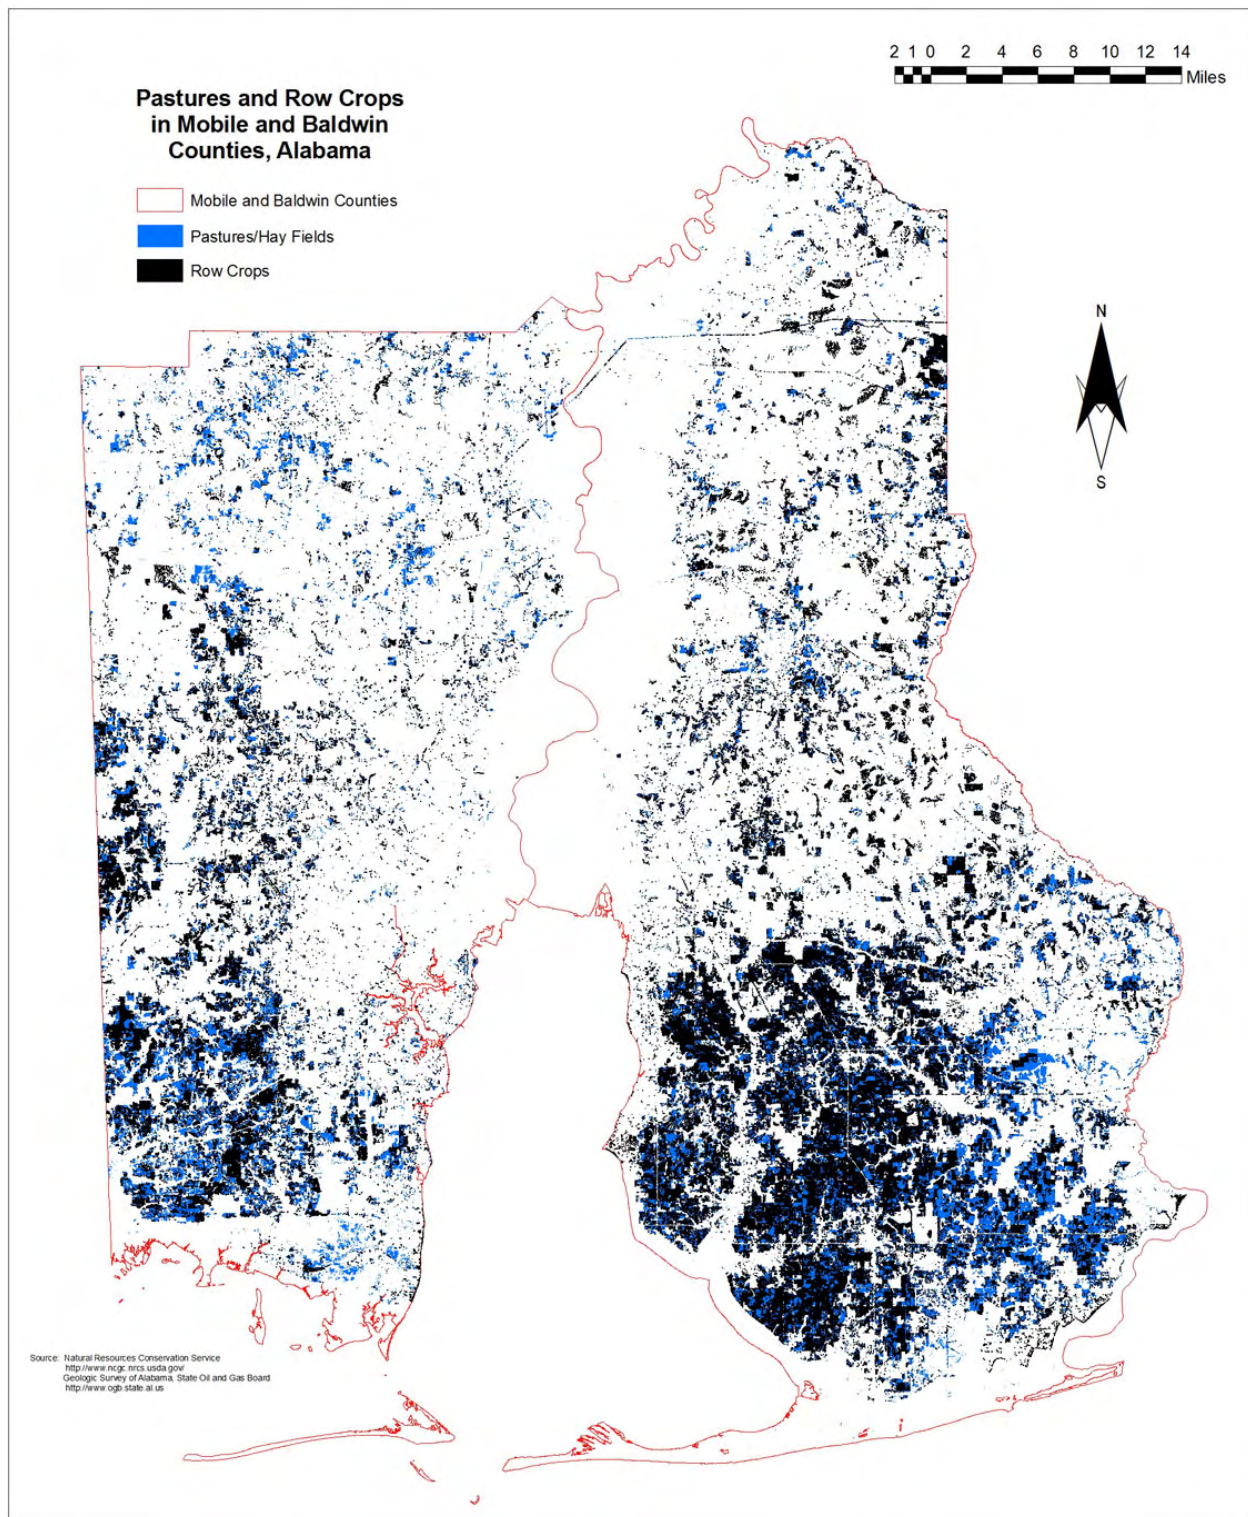 2 1 0 2 4 6 8 10 12 14
Miles
Pastures and Row Crops
in Mobile and Baldwin
Counties, Alabama
Mobile and Baldwin Counties
Pastures/Hay Fields
Row Crops
N
S
Source: Natural Resources Conservation Service
http://www.ncgc.nrcs.usda.gov/
Geologic Survey of Alabama, State Oil and Gas Board
http://www.ogb.state.al.us